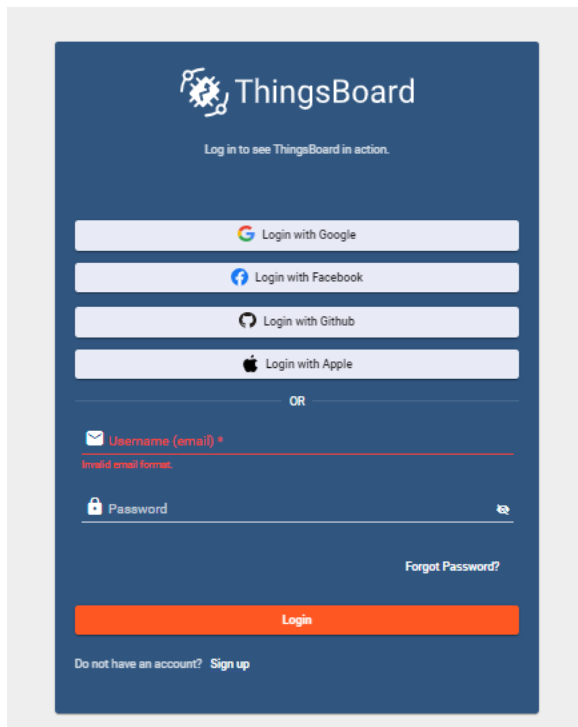 ThingsBoard
Log in to see ThingsBoard in action.
Login with Google
Login with Facebook
Login with Github
Login with Apple
OR
Username (email) *
Invalid email format.
Password
Forgot Password?
Login
Do not have an account? Sign up